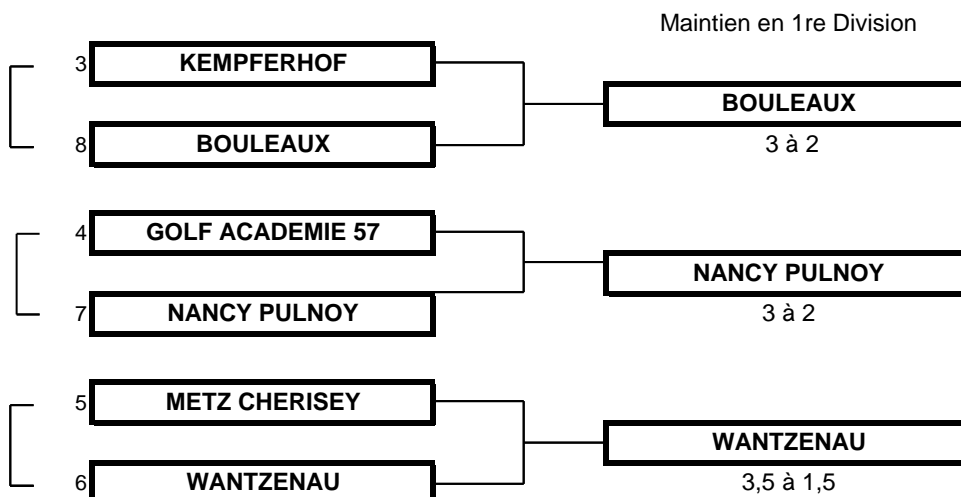 Maintien en 1re Division
3 KEMPFERHOF
BOULEAUX
8 BOULEAUX
3 à 2
4 GOLF ACADEMIE 57
NANCY PULNOY
7 NANCY PULNOY
3 à 2
5 METZ CHERISEY
WANTZENAU
6 WANTZENAU
3,5 à 1,5